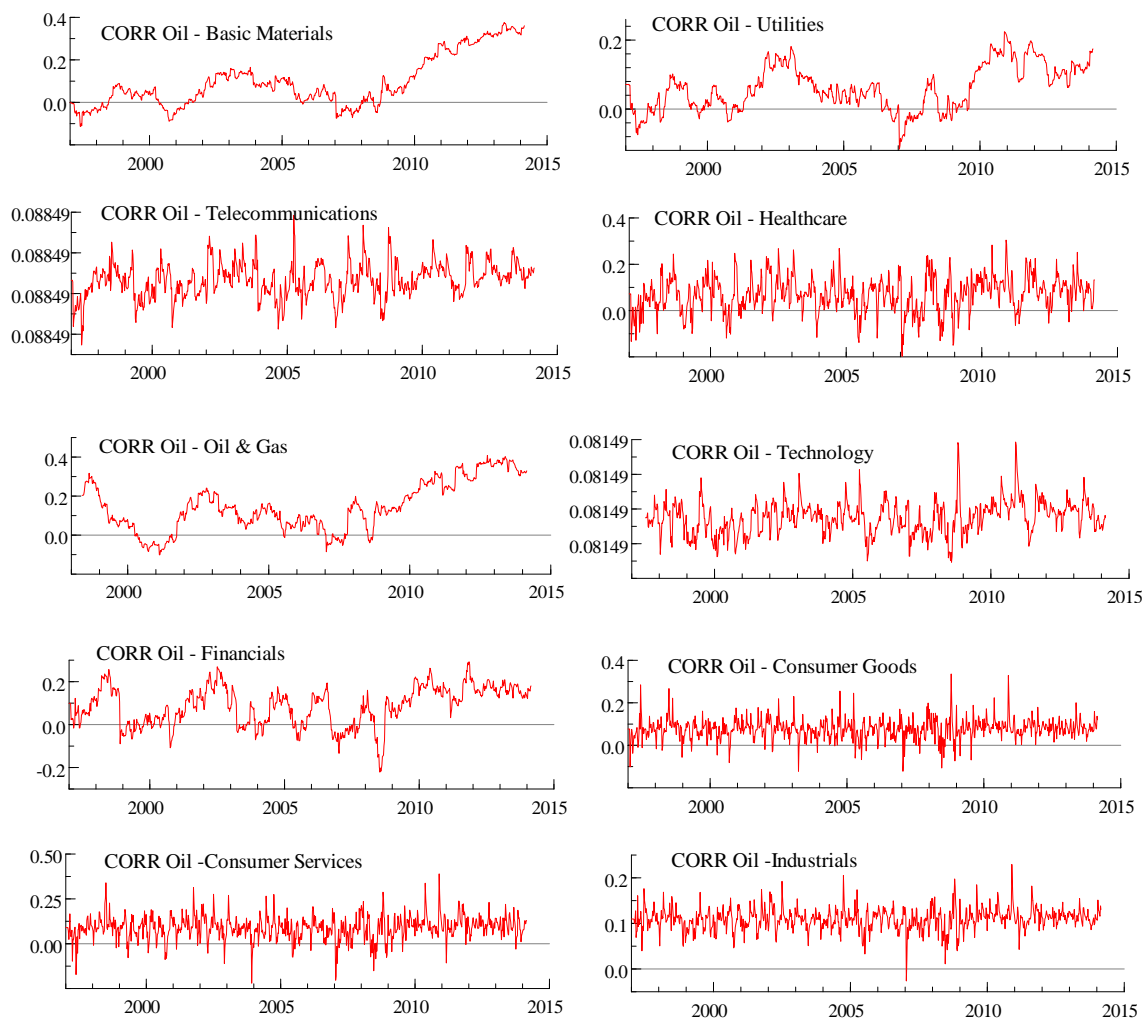 CORR Oil - Basic Materials
0.4
0.2
0.0
2000 2005 2010 2015
CORR Oil - Utilities
0.2
0.0
2000 2005 2010 2015
CORR Oil - Telecommunications
0.08849
0.08849
0.08849
0.08849
2000 2005 2010 2015
CORR Oil - Healthcare
0.4
0.2
0.0
2000 2005 2010 2015
CORR Oil - Oil & Gas
0.4
0.2
0.0
2000 2005 2010 2015
CORR Oil - Technology
0.08149
0.08149
0.08149
0.08149
2000 2005 2010 2015
CORR Oil - Financials
0.2
0.0
-0.2
2000 2005 2010 2015
CORR Oil - Consumer Goods
0.4
0.2
0.0
2000 2005 2010 2015
CORR Oil -Consumer Services
0.50
0.25
0.00
2000 2005 2010 2015
CORR Oil -Industrials
0.2
0.1
0.0
2000 2005 2010 2015